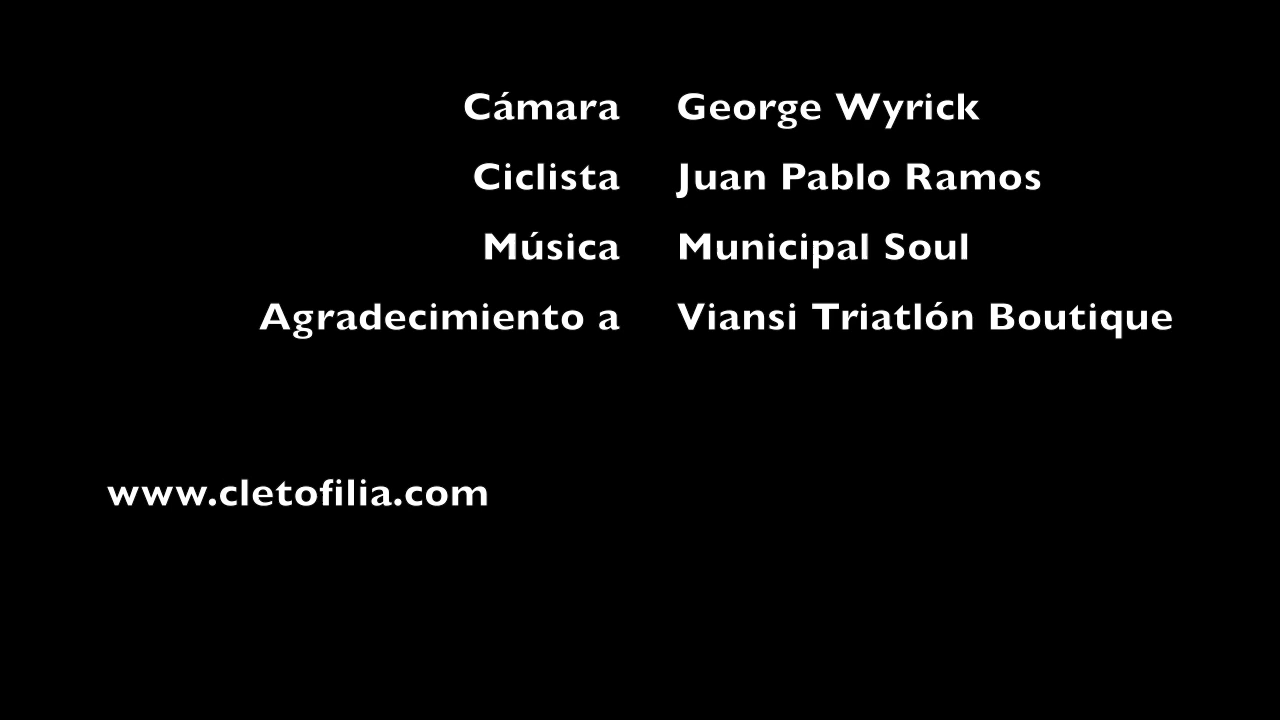 Cámara George Wyrick
Ciclista Juan Pablo Ramos
Música Municipal Soul
Agradecimiento a Viansi Triatlón Boutique
www.cletofilia.com